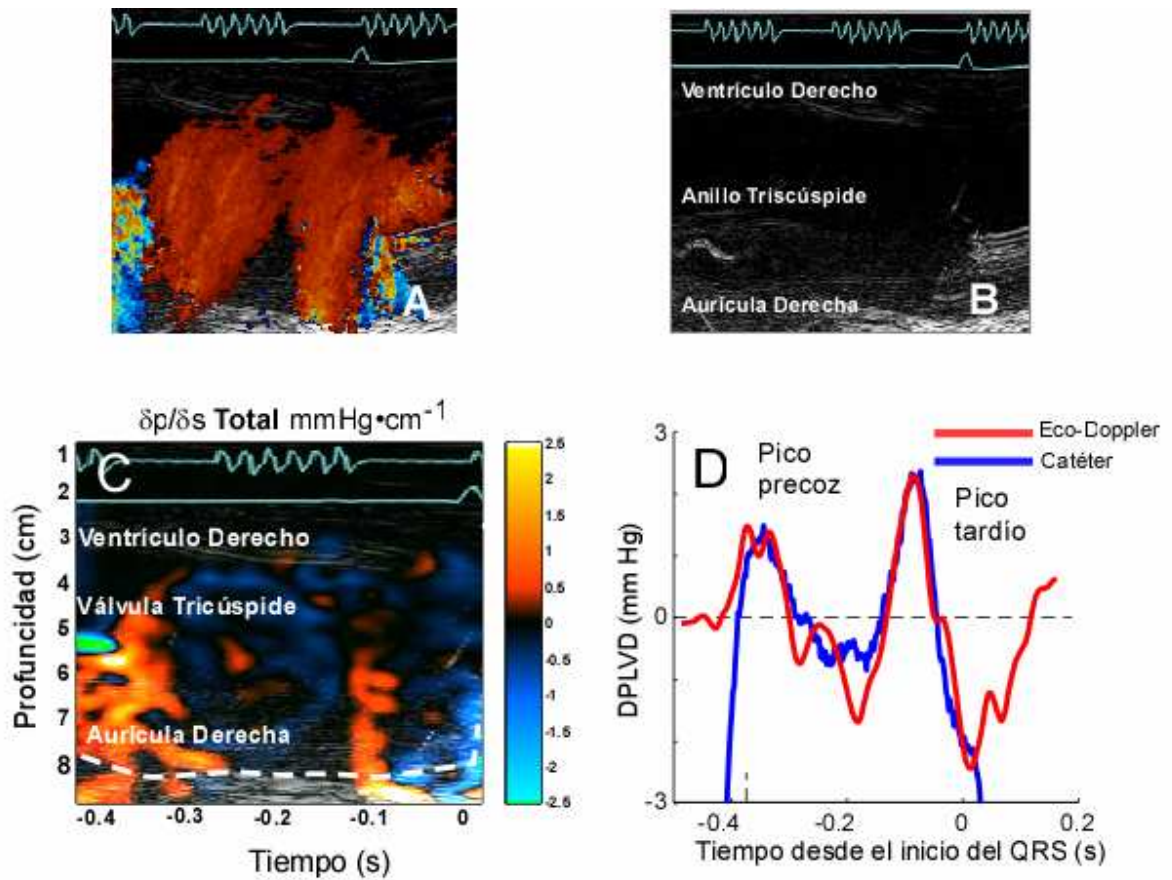 A
Ventrículo Derecho
Anillo Triscúspide
Aurícula Derecha
B
δp/δs Total mmHg•cm⁻¹
C
Profuncidad (cm)
1
2
3
4
5
6
7
8
Ventrículo Derecho
Válvula Tricúspide
Aurícula Derecha
-0.4
-0.3
-0.2
-0.1
0
Tiempo (s)
2.5
2
1.5
1
0.5
0
-0.5
-1
-1.5
-2
-2.5
D
Pico
precoz
Eco-Doppler
Catéter
Pico
tardío
DPLVD (mm Hg)
3
0
-3
-0.4
-0.2
0
0.2
Tiempo desde el inicio del QRS (s)